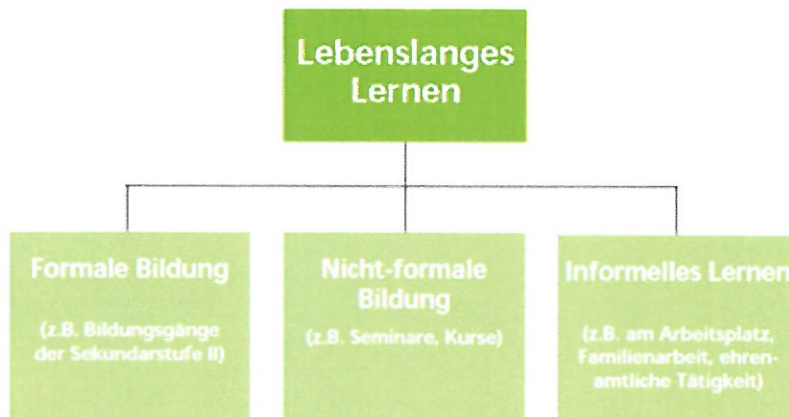 Lebenslanges
Lernen
Formale Bildung
(z.B. Bildungsgänge
der Sekundarstufe II)
Nicht-formale
Bildung
(z.B. Seminare, Kurse)
Informelles Lernen
(z.B. am Arbeitsplatz,
Familienarbeit, ehren-
amtliche Tätigkeit)